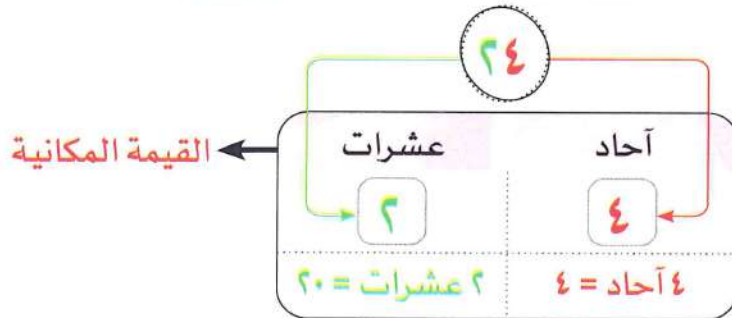 ٢٤
آحاد عشرات
القيمة المكانية
٤ ٢
٤ آحاد = ٤ ٢ عشرات = ٢٠